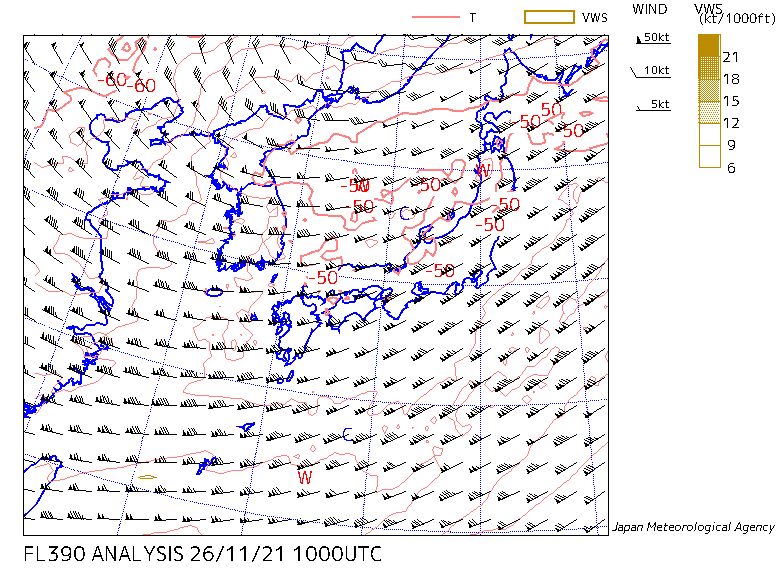 T VWS
WIND VWS
(kt/1000ft)
50kt
10kt
5kt
21
18
15
12
9
6
-60 -60
50
-50
50
W
-50 W -50
50 C
-50
C -50
-50 -50
C
W
Japan Meteorological Agency
FL390 ANALYSIS 26/11/21 1000UTC